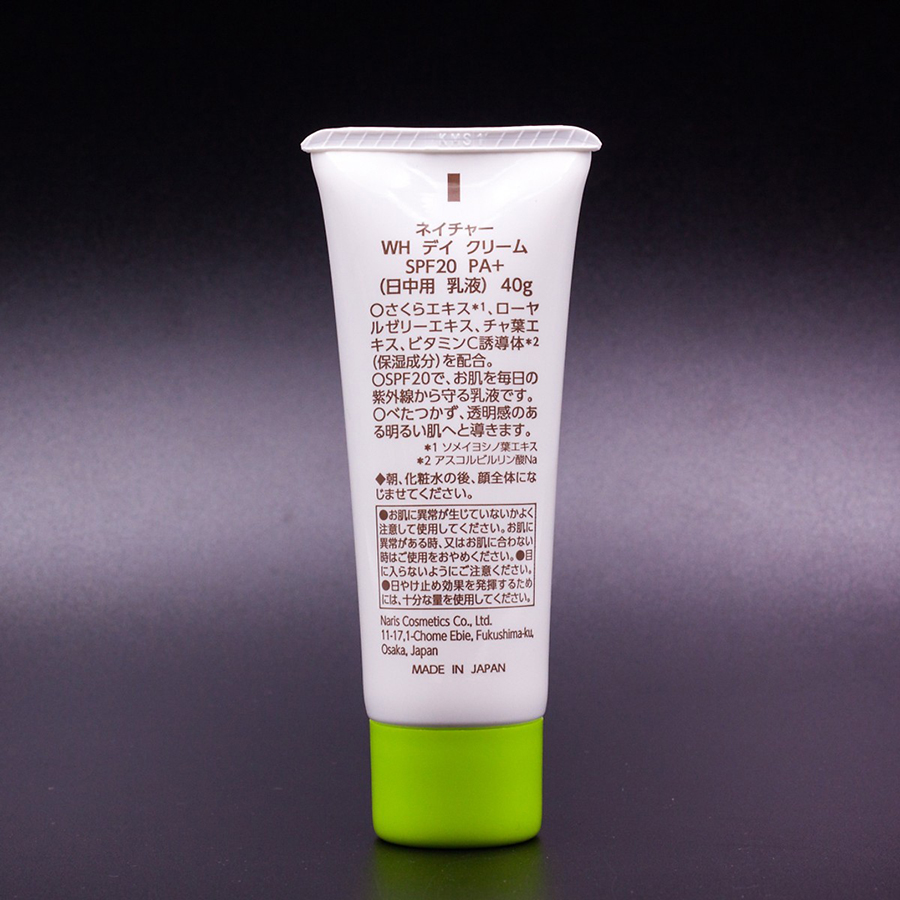 ネイチャー
WH デイ クリーム
SPF20 PA+
(日中用 乳液) 40g
○さくらエキス*1、ローヤ
ルゼリーエキス、チャ葉エ
キス、ビタミンC誘導体*2
(保湿成分)を配合。
○SPF20で、お肌を毎日の
紫外線から守る乳液です。
○べたつかず、透明感のあ
る明るい肌へと導きます。
*1 ソメイヨシノ葉エキス
*2 アスコルビルリン酸Na
◆朝、化粧水の後、顔全体にな
じませてください。
●お肌に異常が生じていないかよく
注意して使用してください。お肌に
異常がある時、又はお肌に合わない
時はご使用をおやめください。●目
に入らないようにご注意ください。
●日やけ止め効果を発揮するため
には、十分な量を使用してください。
Naris Cosmetics Co., Ltd.
11-17,1-Chome Ebie, Fukushima-ku,
Osaka, Japan
MADE IN JAPAN